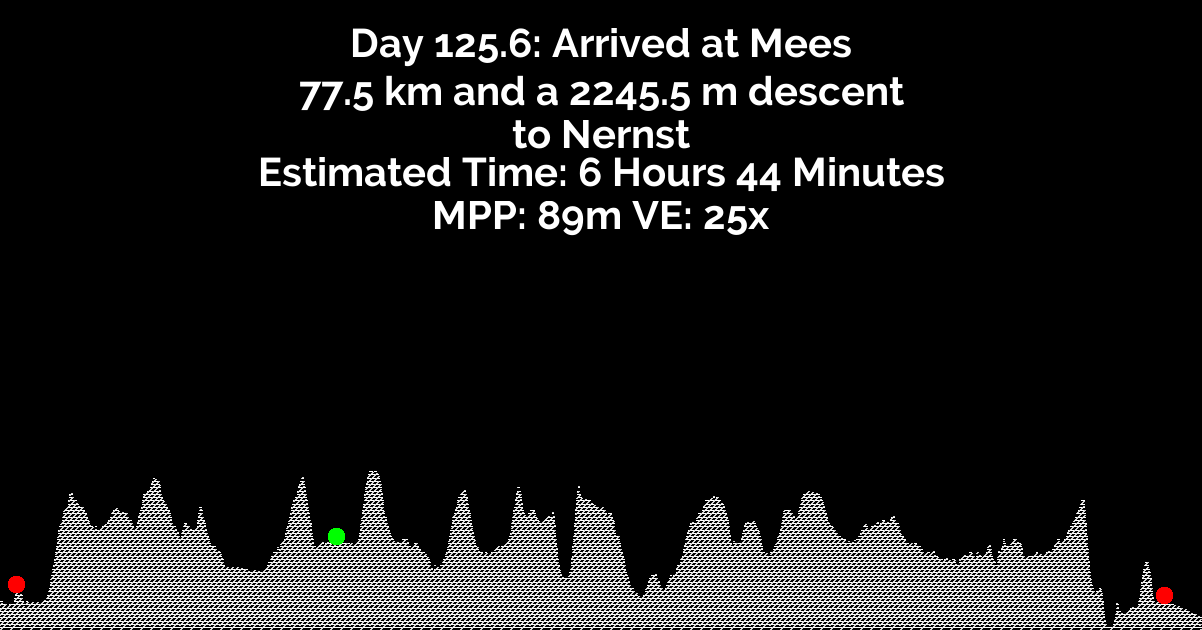 Day 125.6: Arrived at Mees
77.5 km and a 2245.5 m descent
to Nernst
Estimated Time: 6 Hours 44 Minutes
MPP: 89m VE: 25x